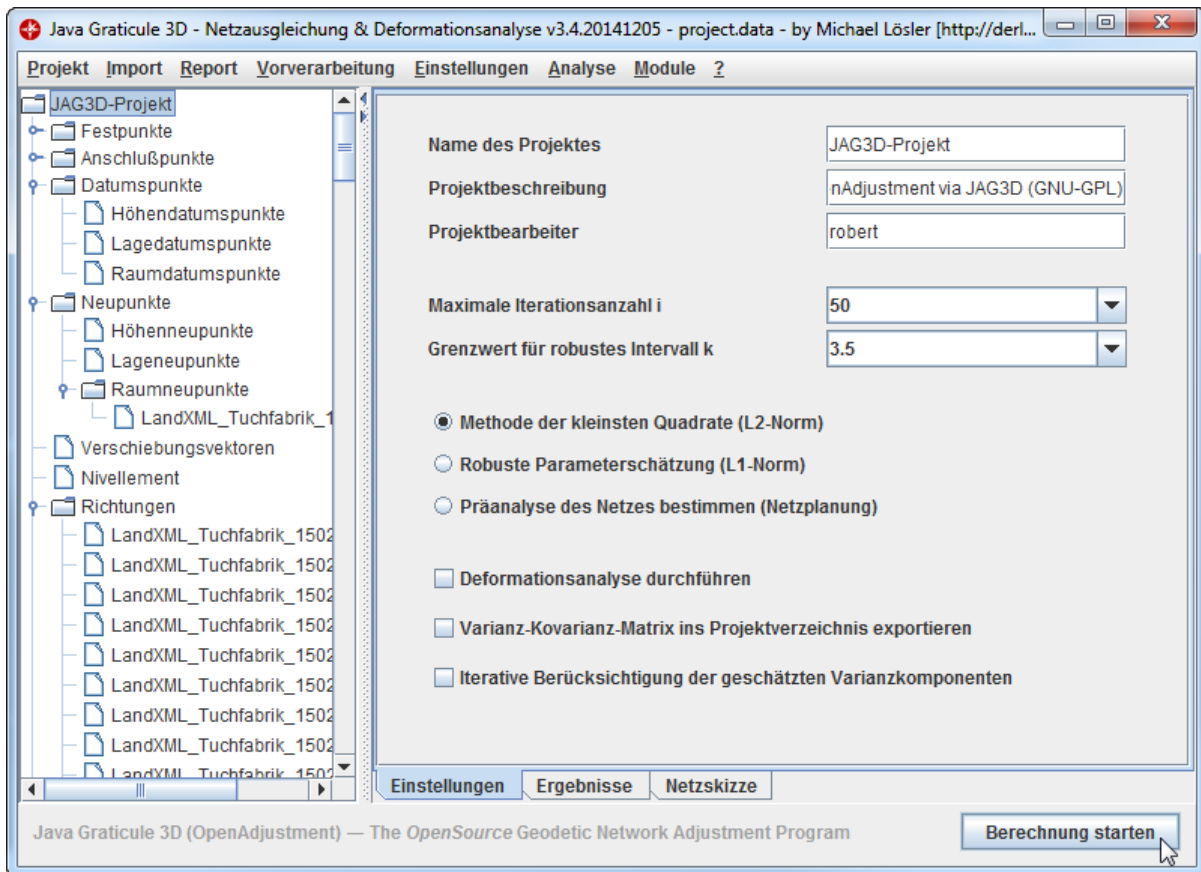 Java Graticule 3D - Netzausgleichung & Deformationsanalyse v3.4.20141205 - project.data - by Michael Lösler [http://derl...
Projekt Import Report Vorverarbeitung Einstellungen Analyse Module ?
JAG3D-Projekt
Festpunkte
Anschlußpunkte
Datumspunkte
Höhendatumspunkte
Lagedatumspunkte
Raumdatumspunkte
Neupunkte
Höhenneupunkte
Lageneupunkte
Raumneupunkte
LandXML_Tuchfabrik_1
Verschiebungsvektoren
Nivellement
Richtungen
LandXML_Tuchfabrik_1502
LandXML_Tuchfabrik_1502
LandXML_Tuchfabrik_1502
LandXML_Tuchfabrik_1502
LandXML_Tuchfabrik_1502
LandXML_Tuchfabrik_1502
LandXML_Tuchfabrik_1502
LandXML_Tuchfabrik_1502
LandXML_Tuchfabrik_1502
Name des Projektes JAG3D-Projekt
Projektbeschreibung nAdjustment via JAG3D (GNU-GPL)
Projektbearbeiter robert
Maximale Iterationsanzahl i 50
Grenzwert für robustes Intervall k 3.5
Methode der kleinsten Quadrate (L2-Norm)
Robuste Parameterschätzung (L1-Norm)
Präanalyse des Netzes bestimmen (Netzplanung)
Deformationsanalyse durchführen
Varianz-Kovarianz-Matrix ins Projektverzeichnis exportieren
Iterative Berücksichtigung der geschätzten Varianzkomponenten
Einstellungen Ergebnisse Netzskizze
Java Graticule 3D (OpenAdjustment) — The OpenSource Geodetic Network Adjustment Program
Berechnung starten